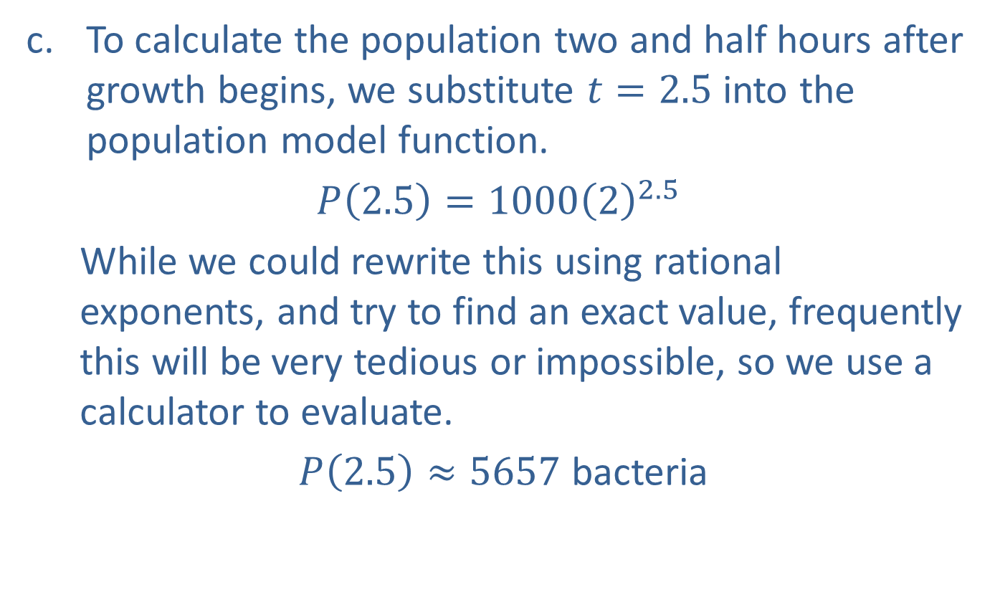 c. To calculate the population two and half hours after
growth begins, we substitute t = 2.5 into the
population model function.
P(2.5) = 1000(2)^2.5
While we could rewrite this using rational
exponents, and try to find an exact value, frequently
this will be very tedious or impossible, so we use a
calculator to evaluate.
P(2.5) ≈ 5657 bacteria